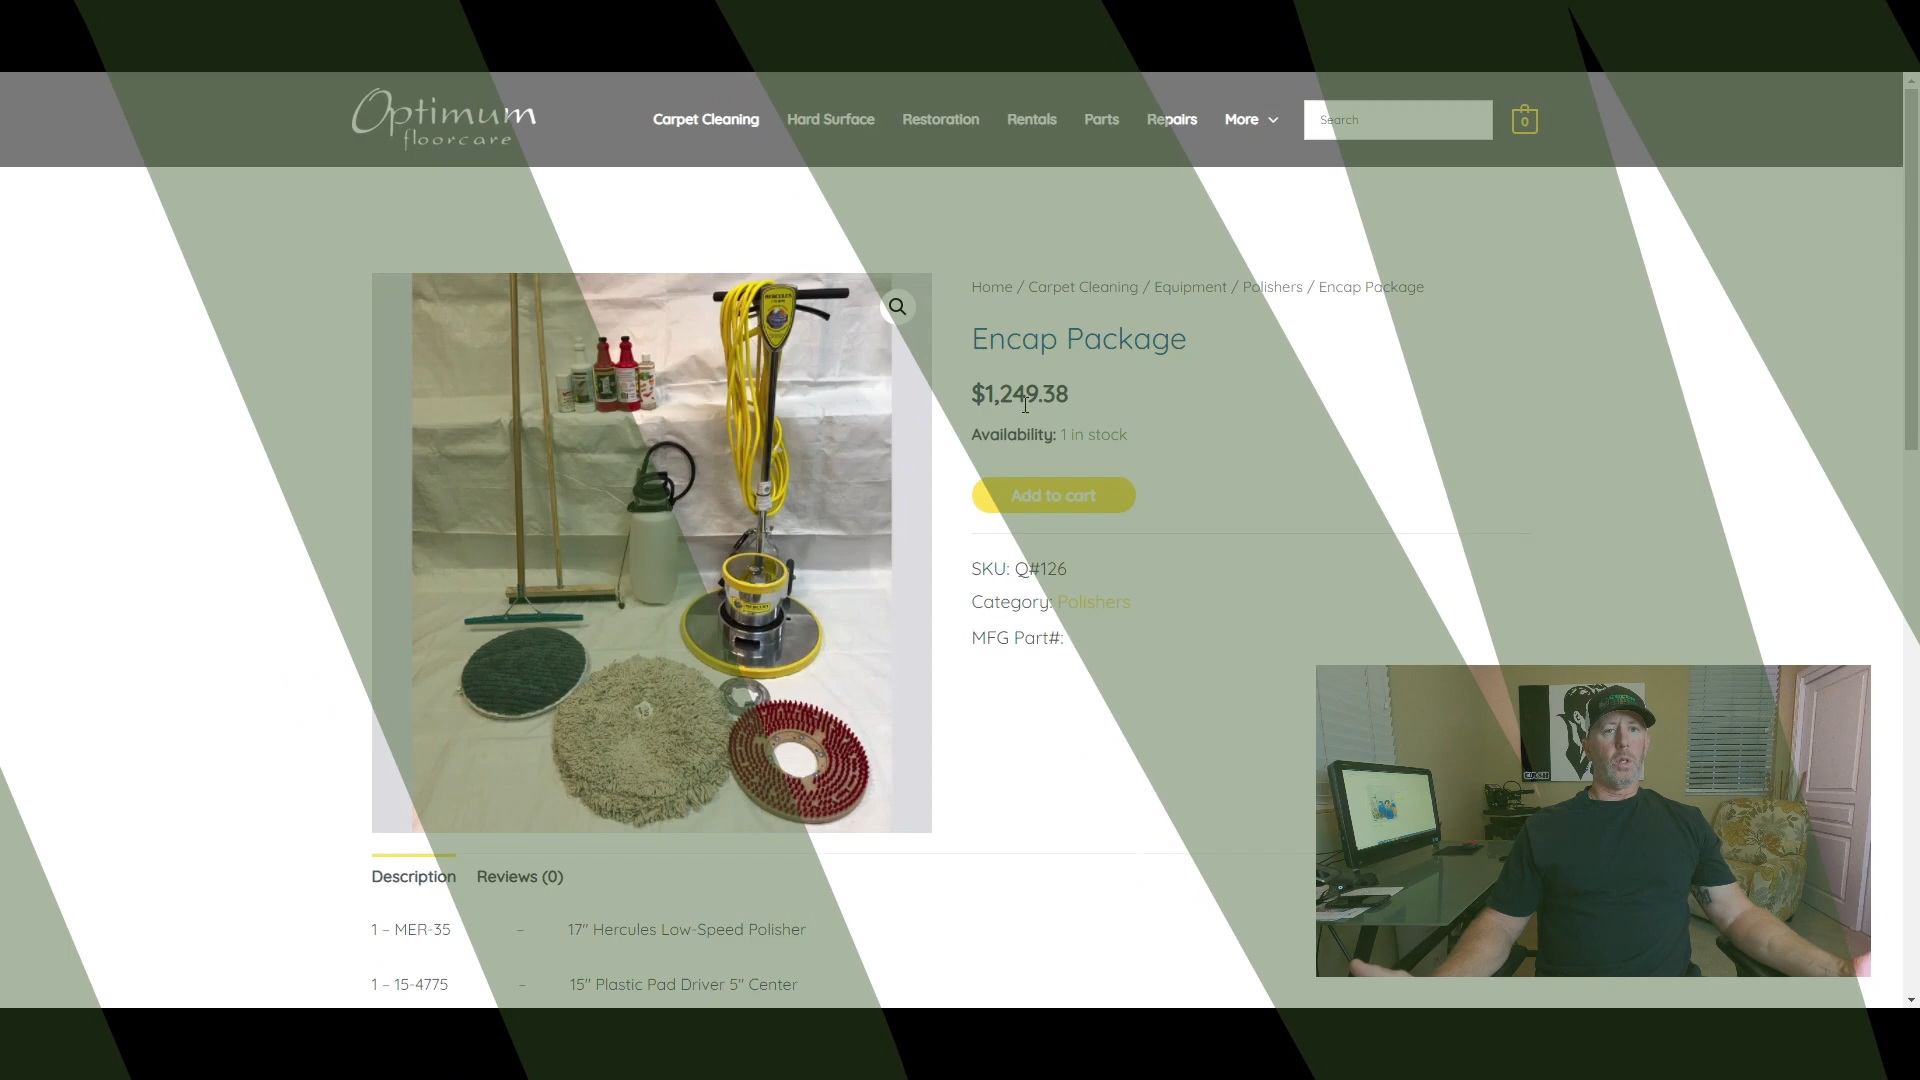 Optimum
floorcare
Carpet Cleaning Hard Surface Restoration Rentals Parts Repairs More
Search
0
Home / Carpet Cleaning / Equipment / Polishers / Encap Package
Encap Package
$1,249.38
Availability: 1 in stock
Add to cart
SKU: Q#126
Category: Polishers
MFG Part#:
Description Reviews (0)
1 – MER-35 – 17" Hercules Low-Speed Polisher
1 – 15-4775 – 15" Plastic Pad Driver 5" Center